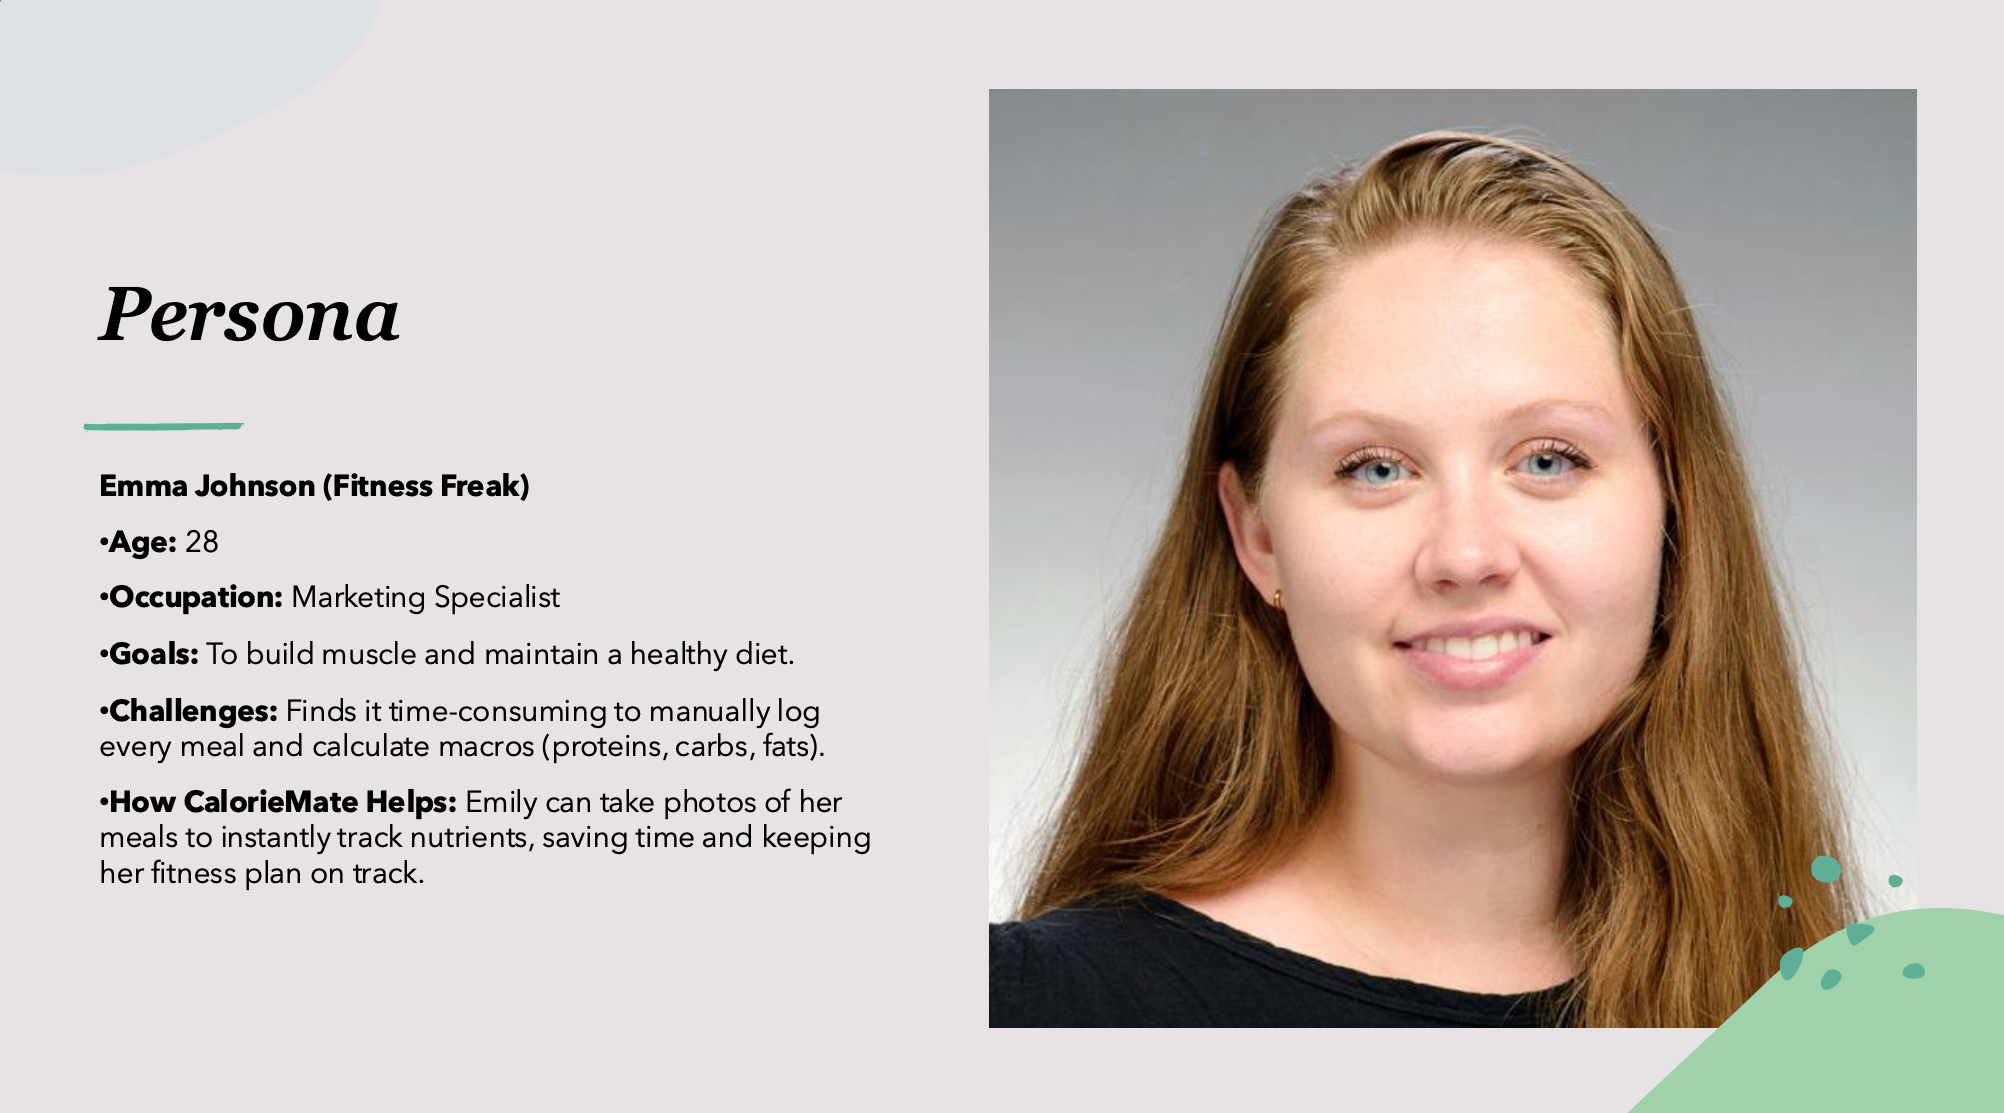 Persona
Emma Johnson (Fitness Freak)
•Age: 28
•Occupation: Marketing Specialist
•Goals: To build muscle and maintain a healthy diet.
•Challenges: Finds it time-consuming to manually log
every meal and calculate macros (proteins, carbs, fats).
•How CalorieMate Helps: Emily can take photos of her
meals to instantly track nutrients, saving time and keeping
her fitness plan on track.